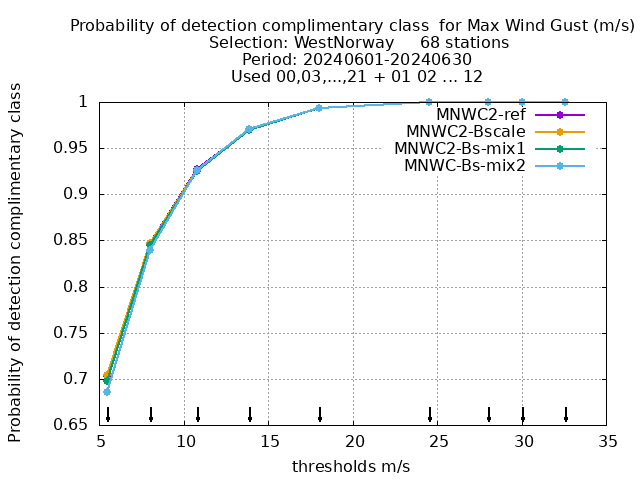 Probability of detection complimentary class  for Max Wind Gust (m/s)
Selection: WestNorway     68 stations
Period: 20240601-20240630
Used 00,03,...,21 + 01 02 ... 12
Probability of detection complimentary class
1
0.95
0.9
0.85
0.8
0.75
0.7
0.65
MNWC2-ref
MNWC2-Bscale
MNWC2-Bs-mix1
MNWC-Bs-mix2
5 10 15 20 25 30 35
thresholds m/s